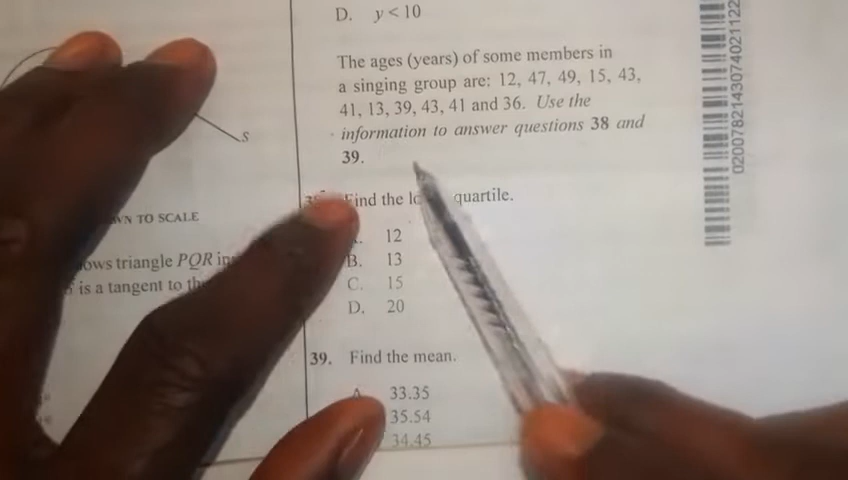 D. y < 10
The ages (years) of some members in
a singing group are: 12, 47, 49, 15, 43,
41, 13, 39, 43, 41 and 36. Use the
information to answer questions 38 and
39.
S
Find the quartile.
12
B. 13
C. 15
D. 20
39. Find the mean.
A 33.35
35.54
34.45
TO SCALE
triangle PQR
is a tangent to
020078214307402112